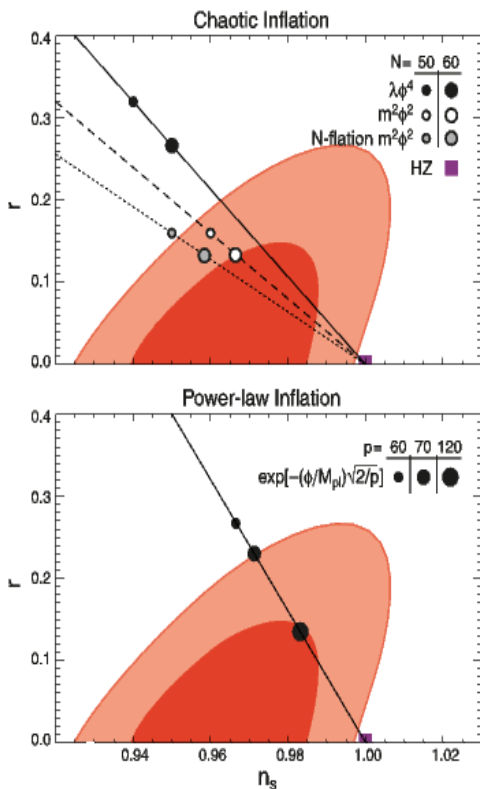 Chaotic Inflation
0.4
N= 50 60
λϕ⁴
m²ϕ²
0.3
N-flation m²ϕ²
HZ
r
0.2
0.1
0.0
Power-law Inflation
0.4
p= 60 70 120
exp[-(ϕ/Mₚₗ)√2/p]
0.3
r
0.2
0.1
0.0
0.94 0.96 0.98 1.00 1.02
nₛ